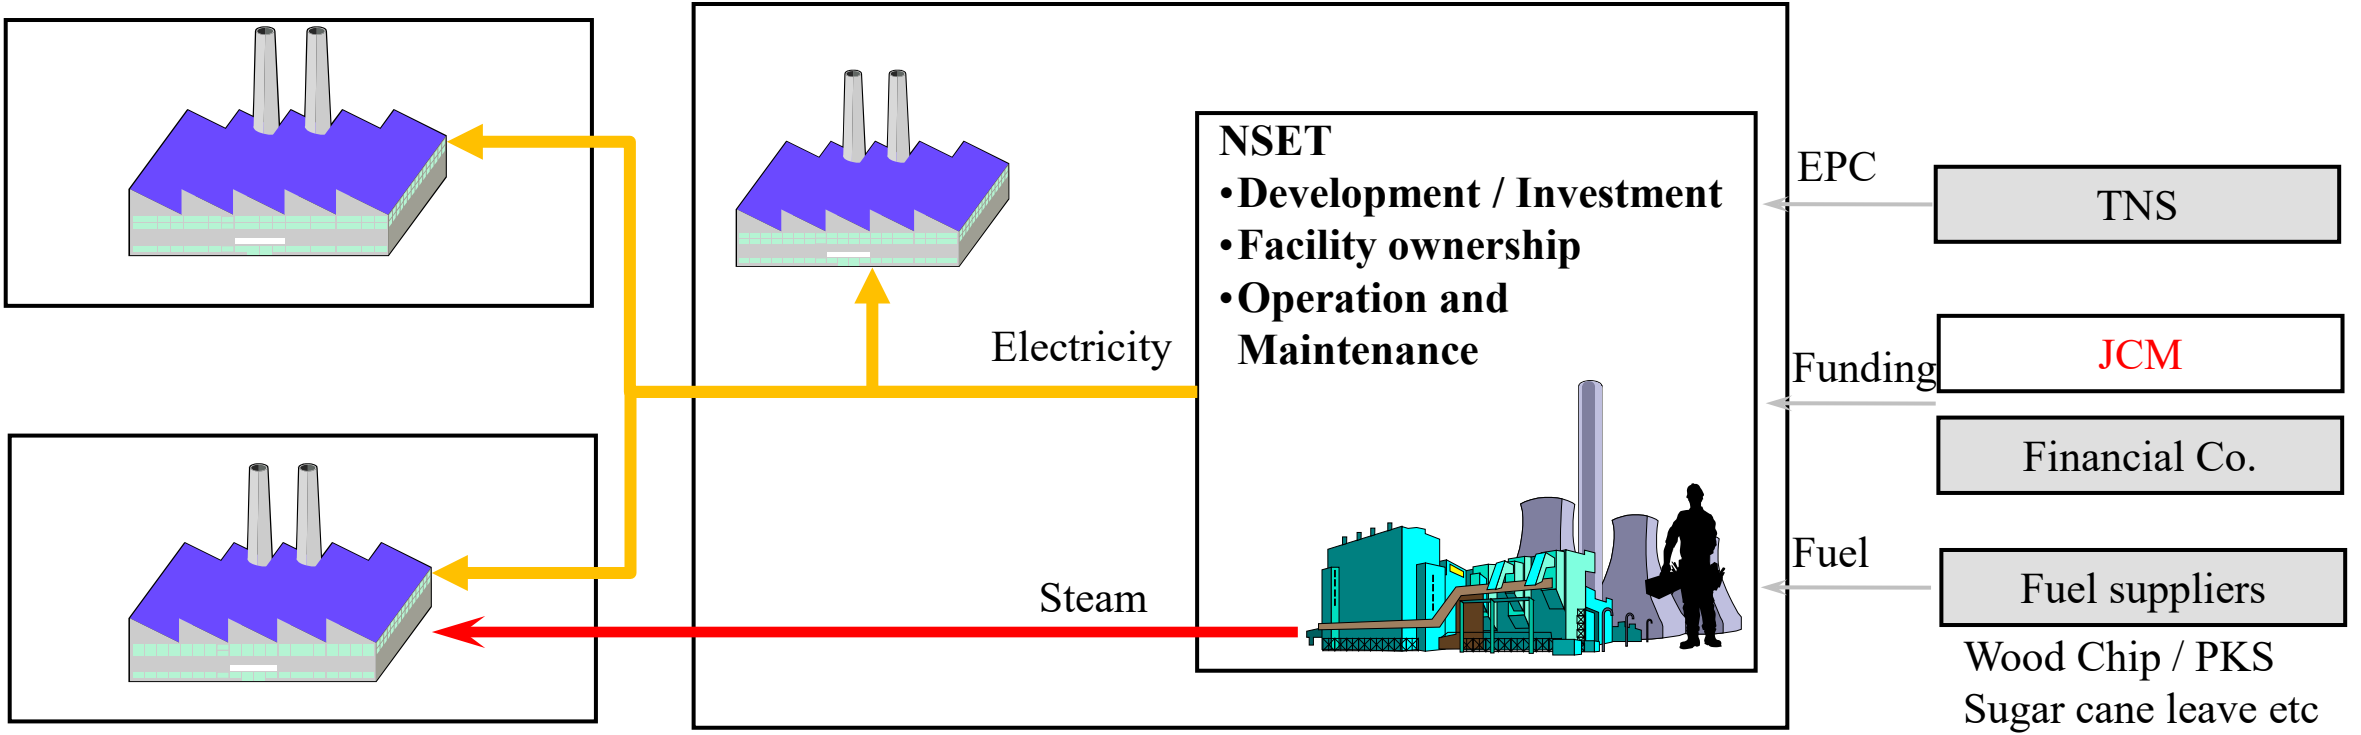 NSET
•Development / Investment
•Facility ownership
•Operation and
Maintenance
Electricity
Steam
EPC
TNS
Funding
JCM
Financial Co.
Fuel
Fuel suppliers
Wood Chip / PKS
Sugar cane leave etc